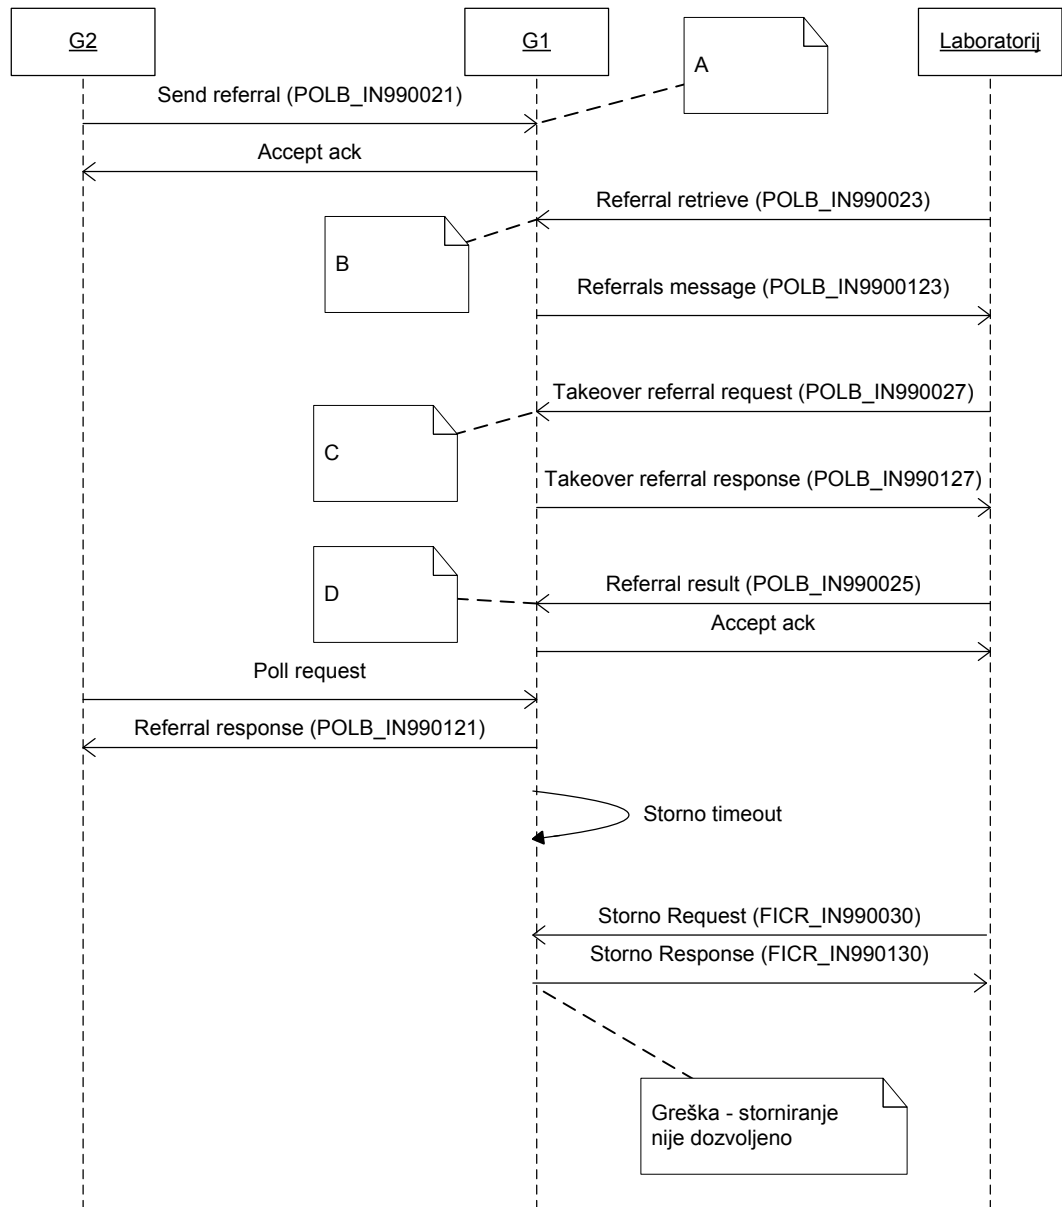 G2
G1
Laboratorij
A
Send referral (POLB_IN990021)
Accept ack
Referral retrieve (POLB_IN990023)
B
Referrals message (POLB_IN9900123)
Takeover referral request (POLB_IN990027)
C
Takeover referral response (POLB_IN990127)
D
Referral result (POLB_IN990025)
Accept ack
Poll request
Referral response (POLB_IN990121)
Storno timeout
Storno Request (FICR_IN990030)
Storno Response (FICR_IN990130)
Greška - storniranje
nije dozvoljeno